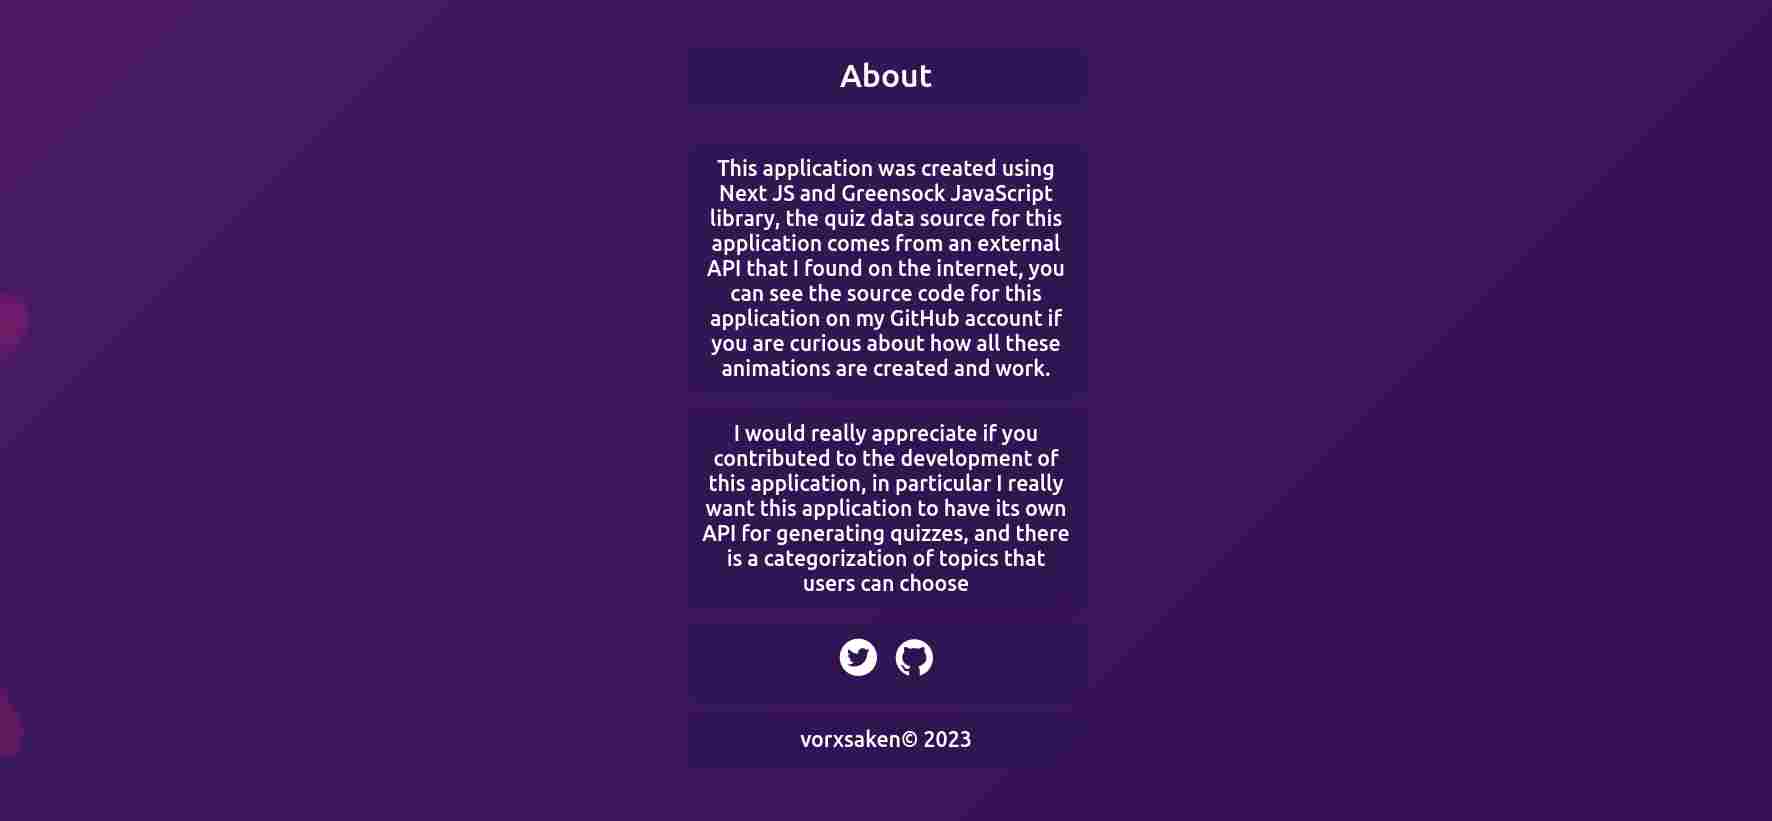 About
This application was created using
Next JS and Greensock JavaScript
library, the quiz data source for this
application comes from an external
API that I found on the internet, you
can see the source code for this
application on my GitHub account if
you are curious about how all these
animations are created and work.
I would really appreciate if you
contributed to the development of
this application, in particular I really
want this application to have its own
API for generating quizzes, and there
is a categorization of topics that
users can choose
vorxsaken© 2023